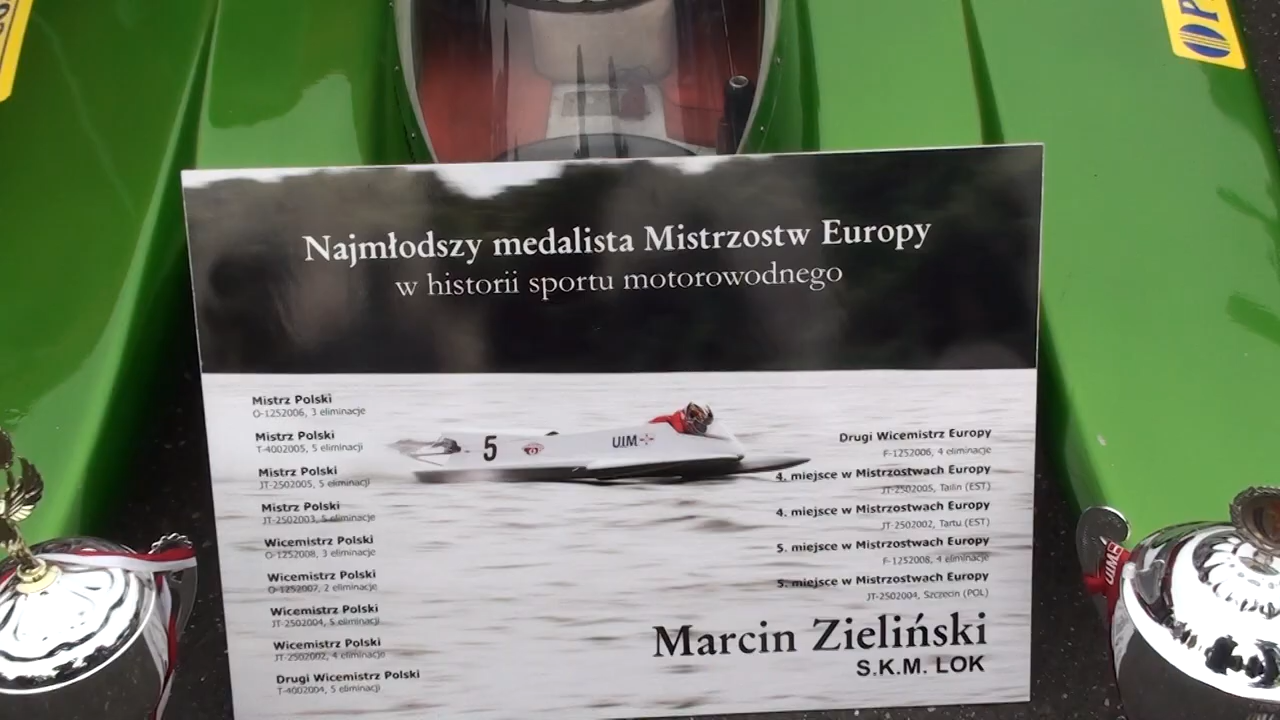 Najmłodszy medalista Mistrzostw Europy
w historii sportu motorowodnego
Mistrz Polski
O-1252006, 3 eliminacje
Mistrz Polski
T-4002005, 5 eliminacji
Mistrz Polski
JT-2502005, 5 eliminacji
Mistrz Polski
JT-2502003, 5 eliminacje
Wicemistrz Polski
O-1252008, 3 eliminacje
Wicemistrz Polski
O-1252007, 2 eliminacje
Wicemistrz Polski
JT-2502004, 5 eliminacji
Wicemistrz Polski
JT-2502002, 4 eliminacje
Drugi Wicemistrz Polski
T-4002004, 5 eliminacji
5
UIM
Drugi Wicemistrz Europy
F-1252006, 4 eliminacje
4. miejsce w Mistrzostwach Europy
JT-2502005, Tallin (EST)
4. miejsce w Mistrzostwach Europy
JT-2502002, Tartu (EST)
5. miejsce w Mistrzostwach Europy
F-1252008, 4 eliminacje
5. miejsce w Mistrzostwach Europy
JT-2502004, Szczecin (POL)
Marcin Zieliński
S.K.M. LOK